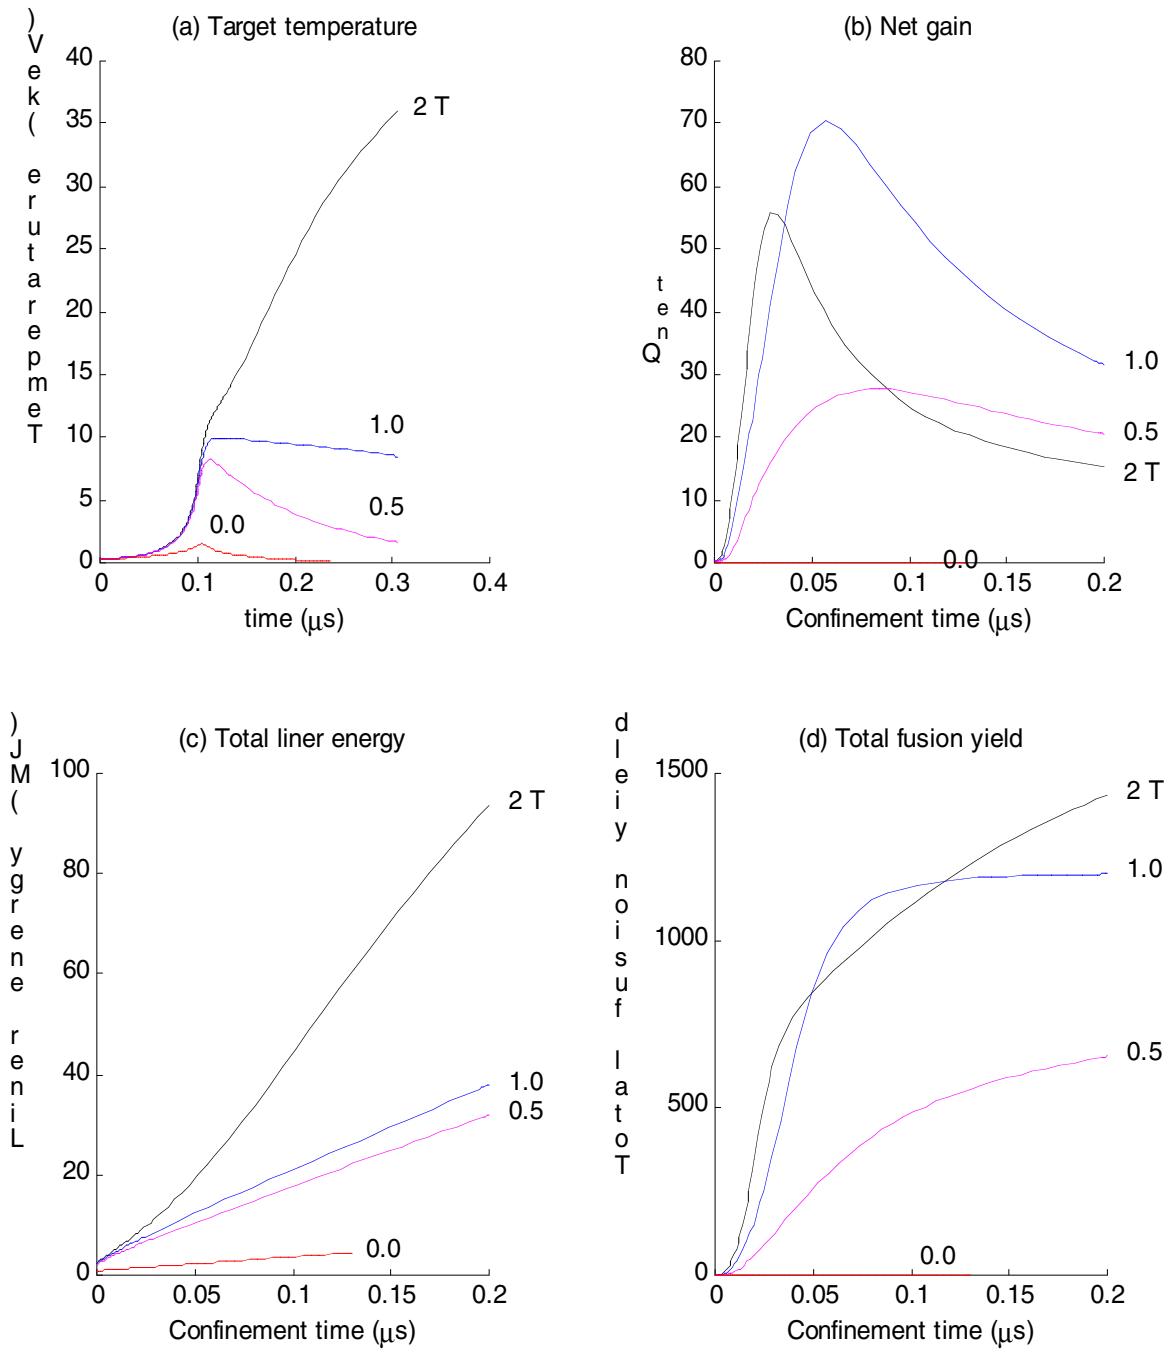 (a) Target temperature
Temperature (keV)
40
35
30
25
20
15
10
5
0
2 T
1.0
0.5
0.0
0 0.1 0.2 0.3 0.4
time (μs)
(b) Net gain
Qnet
80
70
60
50
40
30
20
10
0
1.0
0.5
2 T
0.0
0 0.05 0.1 0.15 0.2
Confinement time (μs)
(c) Total liner energy
Liner energy (MJ)
100
80
60
40
20
0
2 T
1.0
0.5
0.0
0 0.05 0.1 0.15 0.2
Confinement time (μs)
(d) Total fusion yield
Total fusion yield
1500
1000
500
0
2 T
1.0
0.5
0.0
0 0.05 0.1 0.15 0.2
Confinement time (μs)